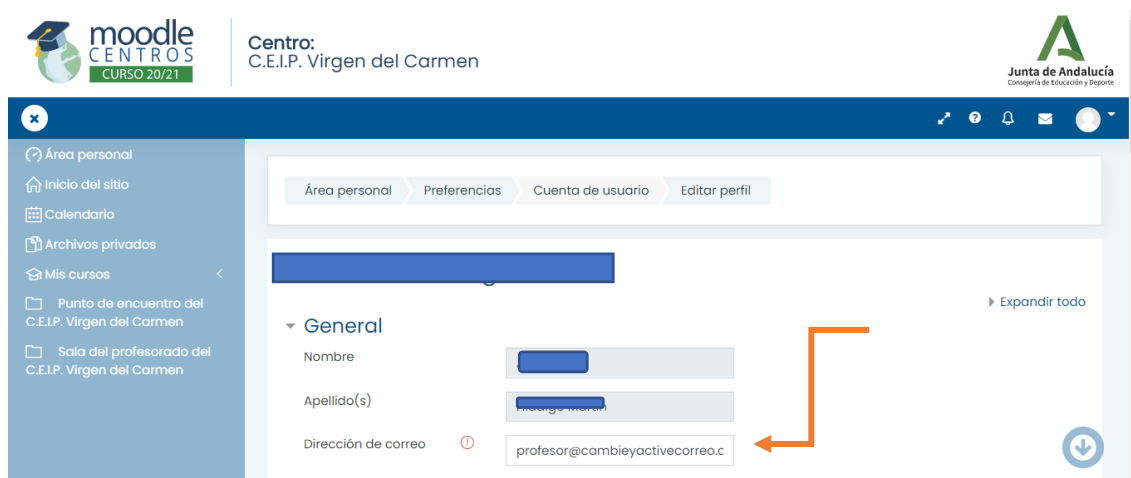 moodle
CENTROS
CURSO 20/21
Centro:
C.E.I.P. Virgen del Carmen
Junta de Andalucía
Consejería de Educación y Deporte
Área personal
Inicio del sitio
Calendario
Archivos privados
Mis cursos
Punto de encuentro del
C.E.I.P. Virgen del Carmen
Sala del profesorado del
C.E.I.P. Virgen del Carmen
Área personal Preferencias Cuenta de usuario Editar perfil
Expandir todo
General
Nombre
Apellido(s)
Dirección de correo
profesor@cambieyactivecorreo.c